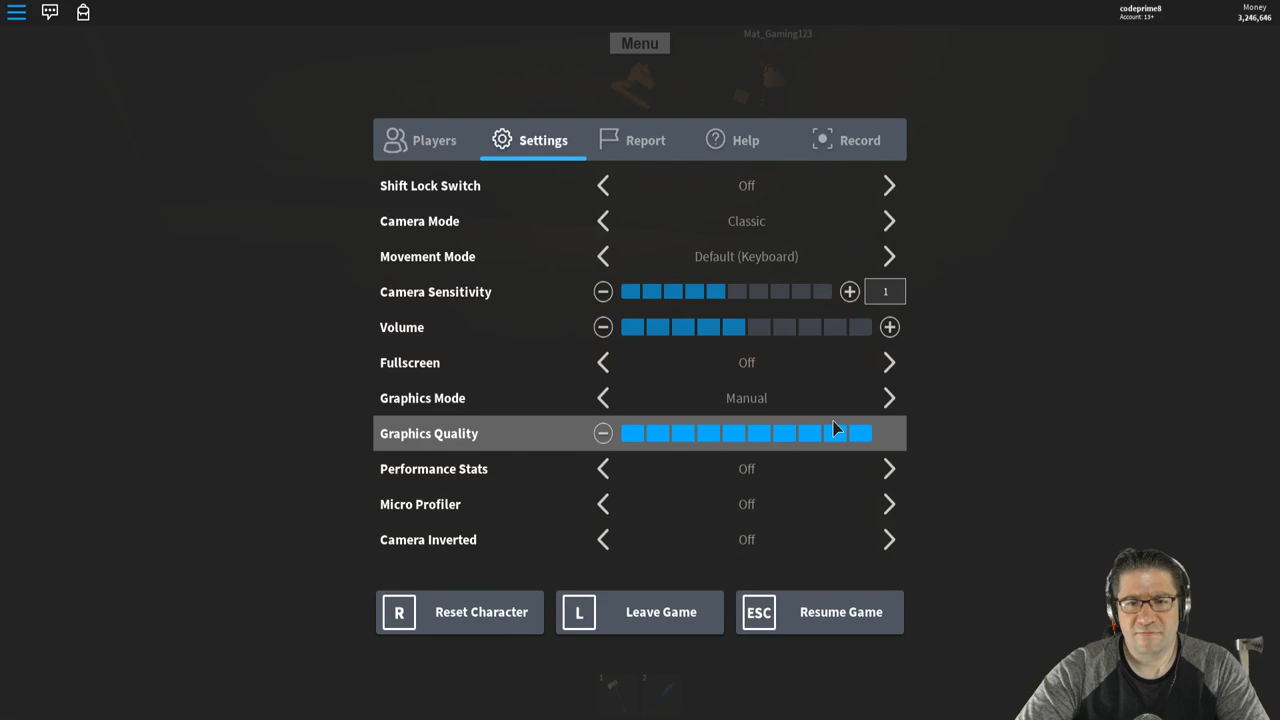 codeprime8
Account: 13+
Money
3,246,646
Menu
Mat_Gaming123
Players
Settings
Report
Help
Record
Shift Lock Switch
Off
Camera Mode
Classic
Movement Mode
Default (Keyboard)
Camera Sensitivity
1
Volume
Fullscreen
Off
Graphics Mode
Manual
Graphics Quality
Performance Stats
Off
Micro Profiler
Off
Camera Inverted
Off
R Reset Character
L Leave Game
ESC Resume Game
1
2